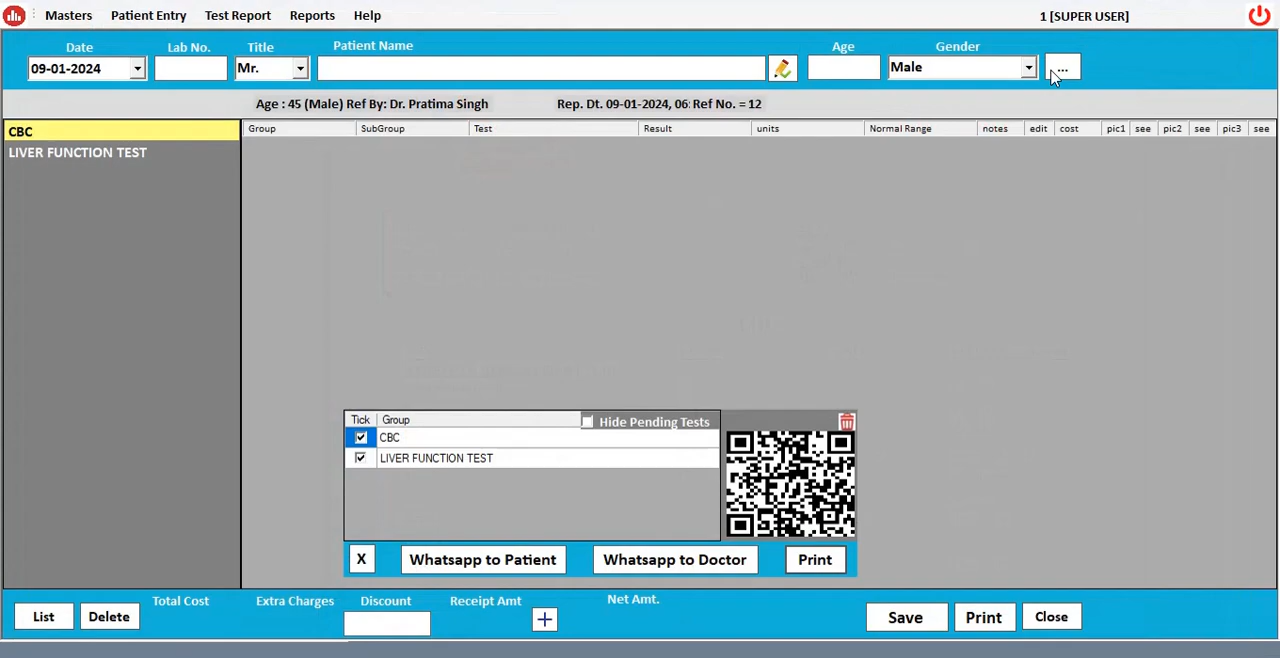 Masters Patient Entry Test Report Reports Help 1 [SUPER USER]
Date Lab No. Title Patient Name Age Gender
09-01-2024 Mr. Male ...
Age : 45 (Male) Ref By: Dr. Pratima Singh Rep. Dt. 09-01-2024, 06: Ref No. = 12
CBC
LIVER FUNCTION TEST
Group SubGroup Test Result units Normal Range notes edit cost pic1 see pic2 see pic3 see
Tick Group Hide Pending Tests
CBC
LIVER FUNCTION TEST
X Whatsapp to Patient Whatsapp to Doctor Print
Total Cost Extra Charges Discount Receipt Amt Net Amt.
List Delete + Save Print Close